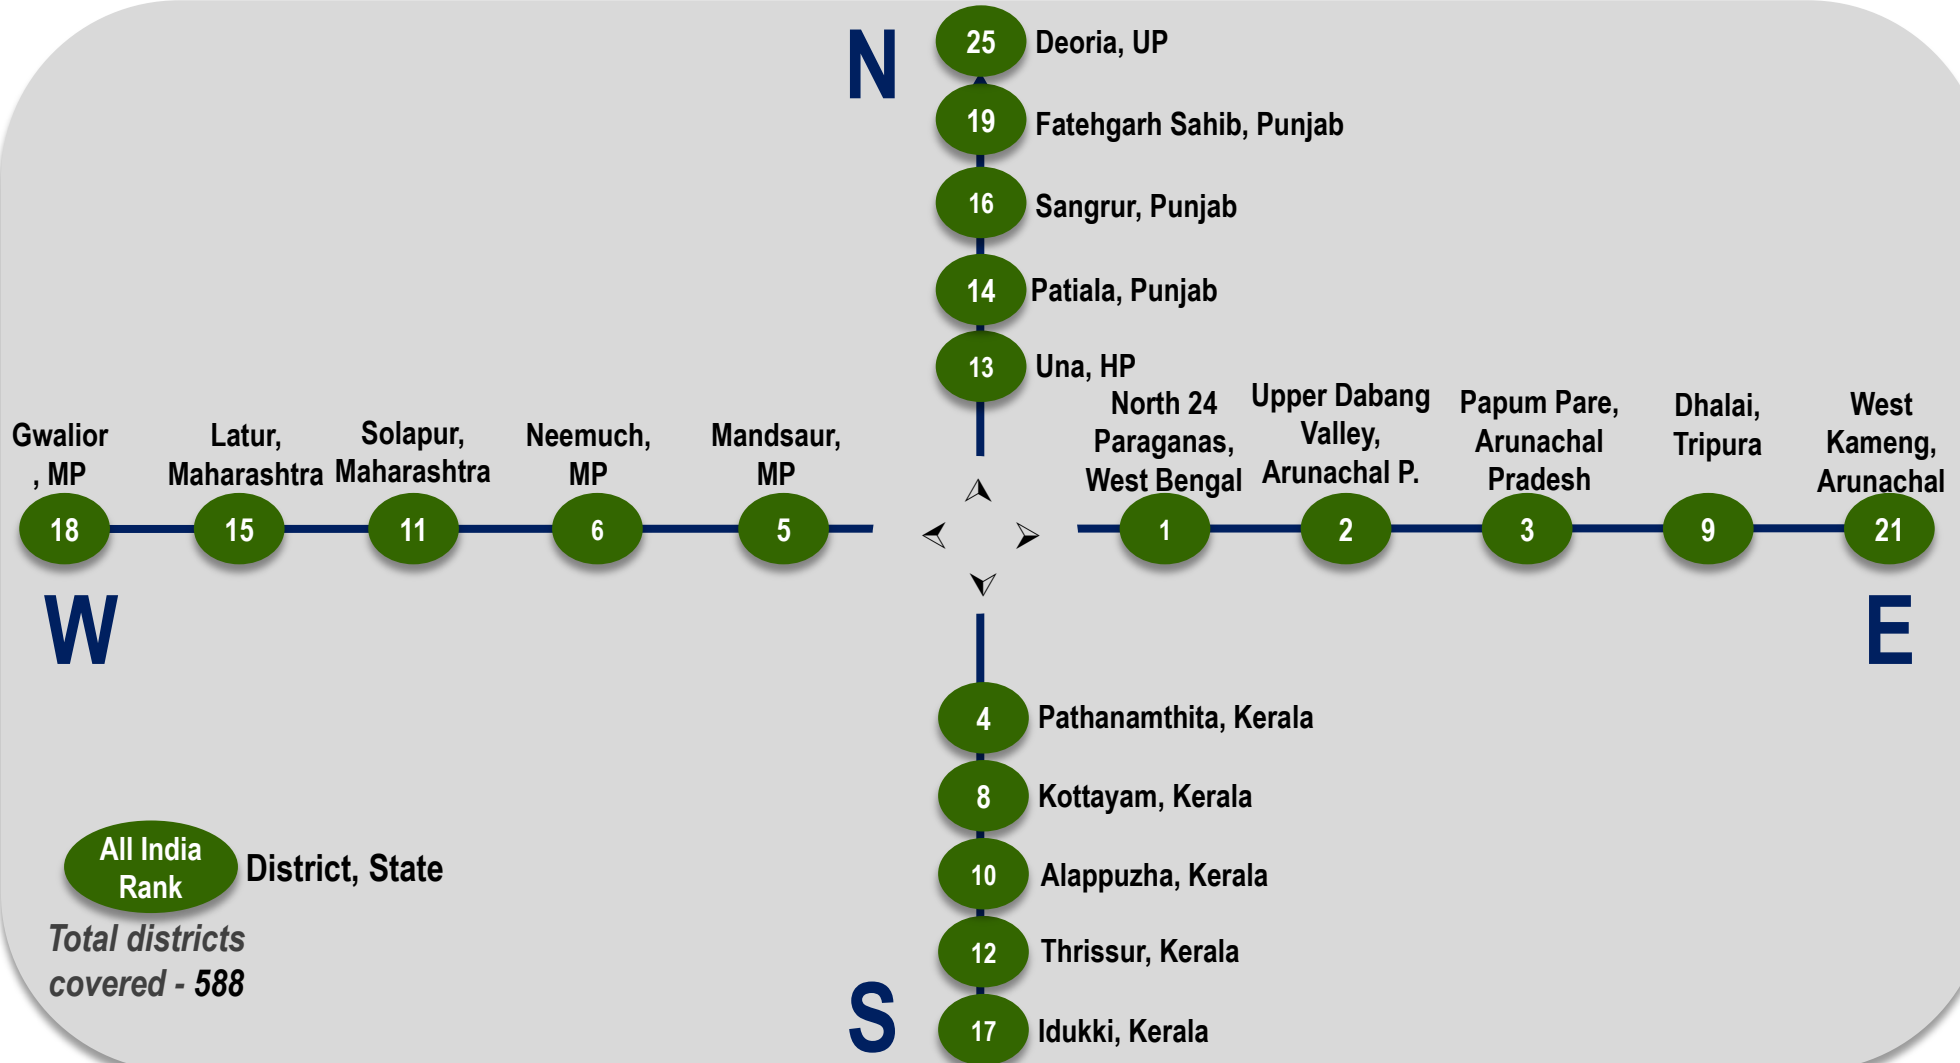 N
25 Deoria, UP
19 Fatehgarh Sahib, Punjab
16 Sangrur, Punjab
14 Patiala, Punjab
13 Una, HP
Gwalior
, MP
18
Latur,
Maharashtra
15
Solapur,
Maharashtra
11
Neemuch,
MP
6
Mandsaur,
MP
5
North 24
Paraganas,
West Bengal
1
Upper Dabang
Valley,
Arunachal P.
2
Papum Pare,
Arunachal
Pradesh
3
Dhalai,
Tripura
9
West
Kameng,
Arunachal
21
W
E
4 Pathanamthita, Kerala
8 Kottayam, Kerala
10 Alappuzha, Kerala
12 Thrissur, Kerala
17 Idukki, Kerala
S
All India
Rank
District, State
Total districts
covered - 588